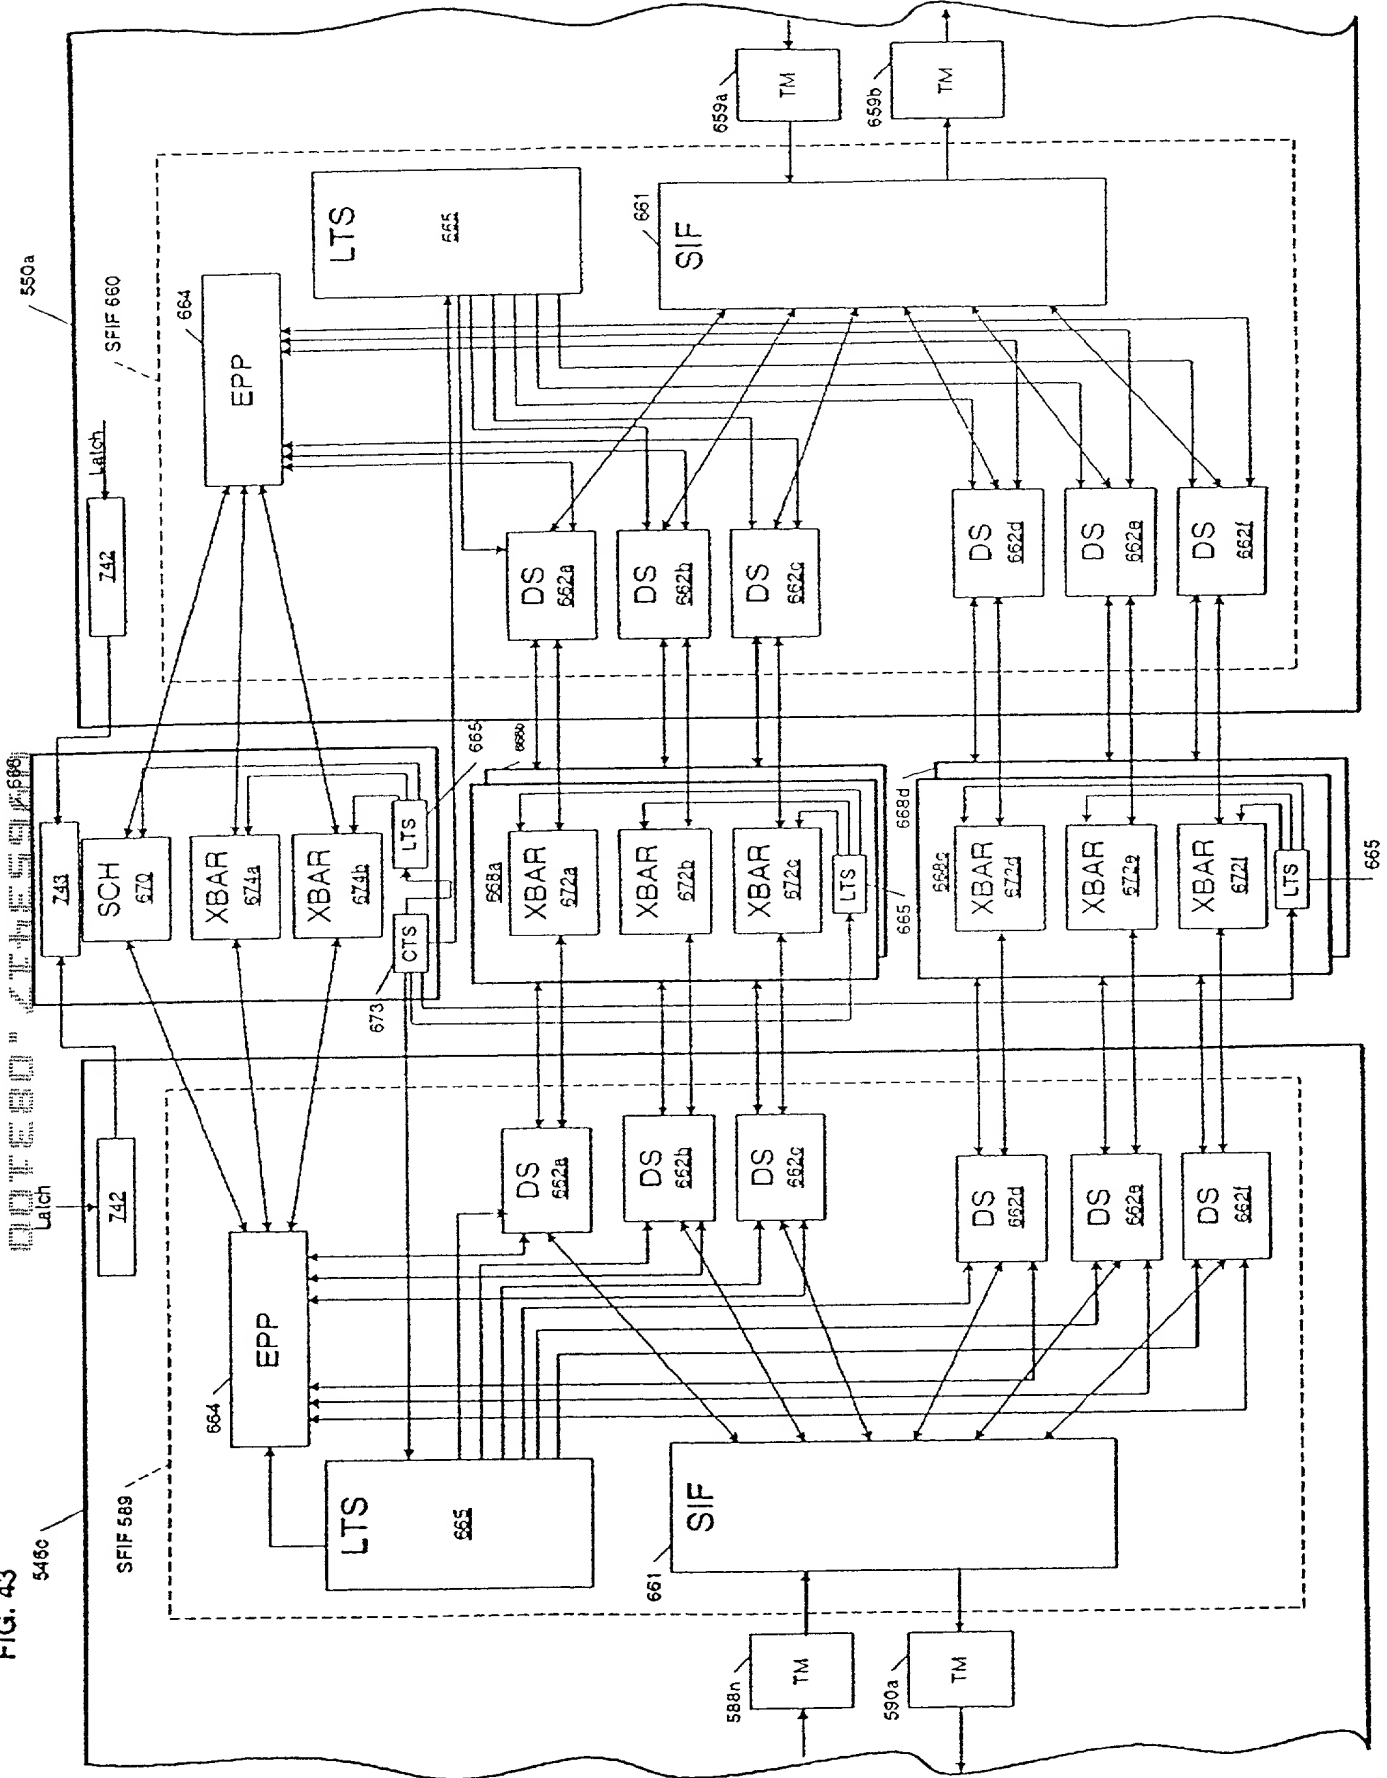 FIG. 43
546c
SFIF 589
588n
TM
590a
TM
661
SIF
LTS
665
664
EPP
Latch
742
DS
662a
DS
662b
DS
662c
DS
662d
DS
662e
DS
662f
673
CTS
LTS
665
743
SCH
670
XBAR
674a
XBAR
674b
668b
668a
XBAR
672a
XBAR
672b
XBAR
672c
LTS
665
668d
668c
XBAR
672d
XBAR
672e
XBAR
672f
LTS
665
550a
SFIF 660
Latch
742
664
EPP
LTS
665
661
SIF
DS
662a
DS
662b
DS
662c
DS
662d
DS
662e
DS
662f
659a
TM
659b
TM